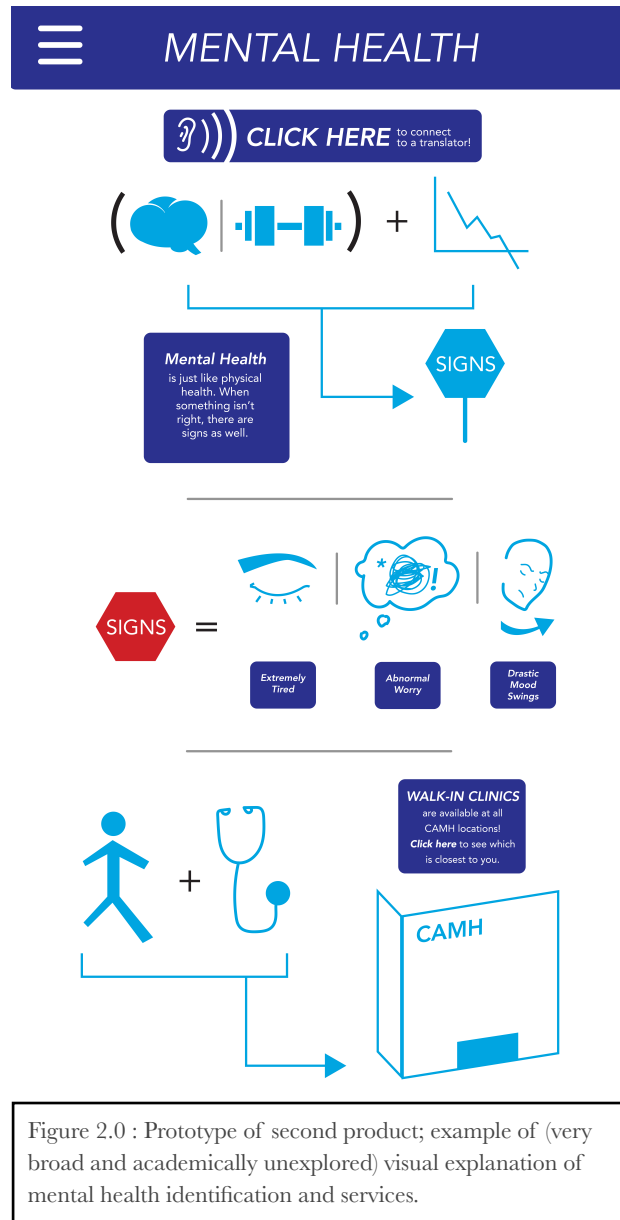 MENTAL HEALTH
CLICK HERE to connect
to a translator!
Mental Health
is just like physical
health. When
something isn't
right, there are
signs as well.
SIGNS
SIGNS
=
*
!
Extremely
Tired
Abnormal
Worry
Drastic
Mood
Swings
WALK-IN CLINICS
are available at all
CAMH locations!
Click here to see which
is closest to you.
+
CAMH
Figure 2.0 : Prototype of second product; example of (very
broad and academically unexplored) visual explanation of
mental health identification and services.